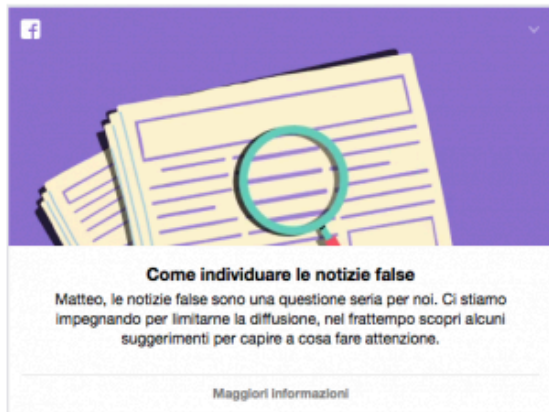 f
Come individuare le notizie false
Matteo, le notizie false sono una questione seria per noi. Ci stiamo
impegnando per limitarne la diffusione, nel frattempo scopri alcuni
suggerimenti per capire a cosa fare attenzione.
Maggiori Informazioni